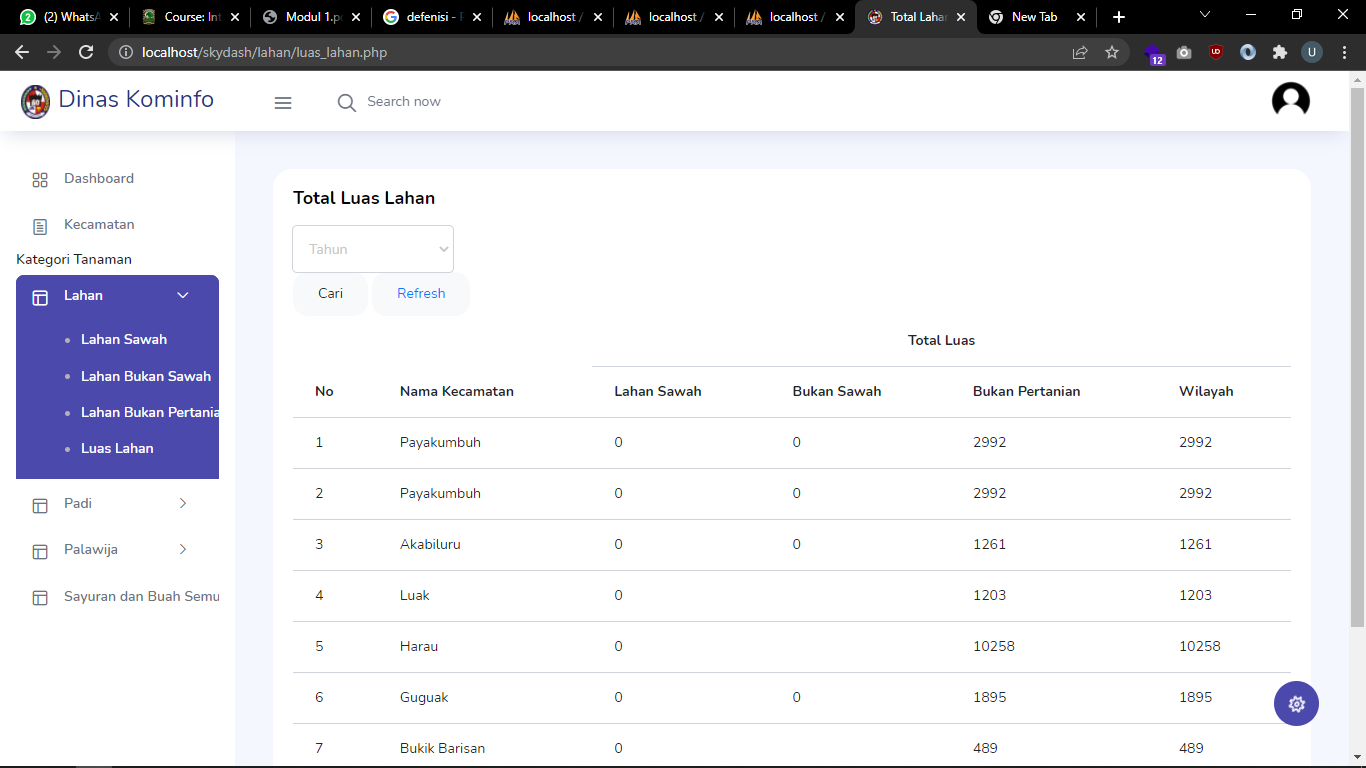 (2) WhatsA
Course: Int
Modul 1.pd
defenisi - P
localhost /
localhost /
localhost /
Total Lahan
New Tab
localhost/skydash/lahan/luas_lahan.php
12
U
Dinas Kominfo
Search now
Dashboard
Kecamatan
Kategori Tanaman
Lahan
Lahan Sawah
Lahan Bukan Sawah
Lahan Bukan Pertania
Luas Lahan
Padi
Palawija
Sayuran dan Buah Semu
Total Luas Lahan
Tahun
Cari Refresh
Total Luas
No Nama Kecamatan Lahan Sawah Bukan Sawah Bukan Pertanian Wilayah
1 Payakumbuh 0 0 2992 2992
2 Payakumbuh 0 0 2992 2992
3 Akabiluru 0 0 1261 1261
4 Luak 0 1203 1203
5 Harau 0 10258 10258
6 Guguak 0 0 1895 1895
7 Bukik Barisan 0 489 489